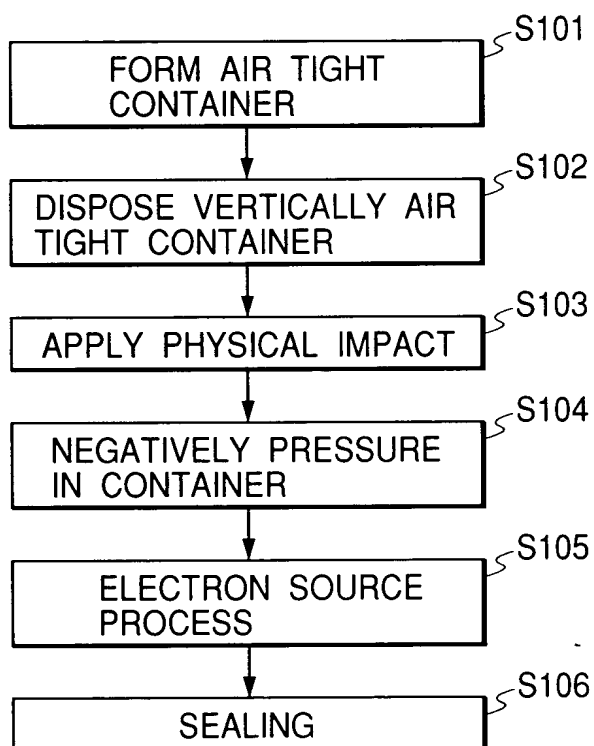 S101
FORM AIR TIGHT
CONTAINER
S102
DISPOSE VERTICALLY AIR
TIGHT CONTAINER
S103
APPLY PHYSICAL IMPACT
S104
NEGATIVELY PRESSURE
IN CONTAINER
S105
ELECTRON SOURCE
PROCESS
S106
SEALING